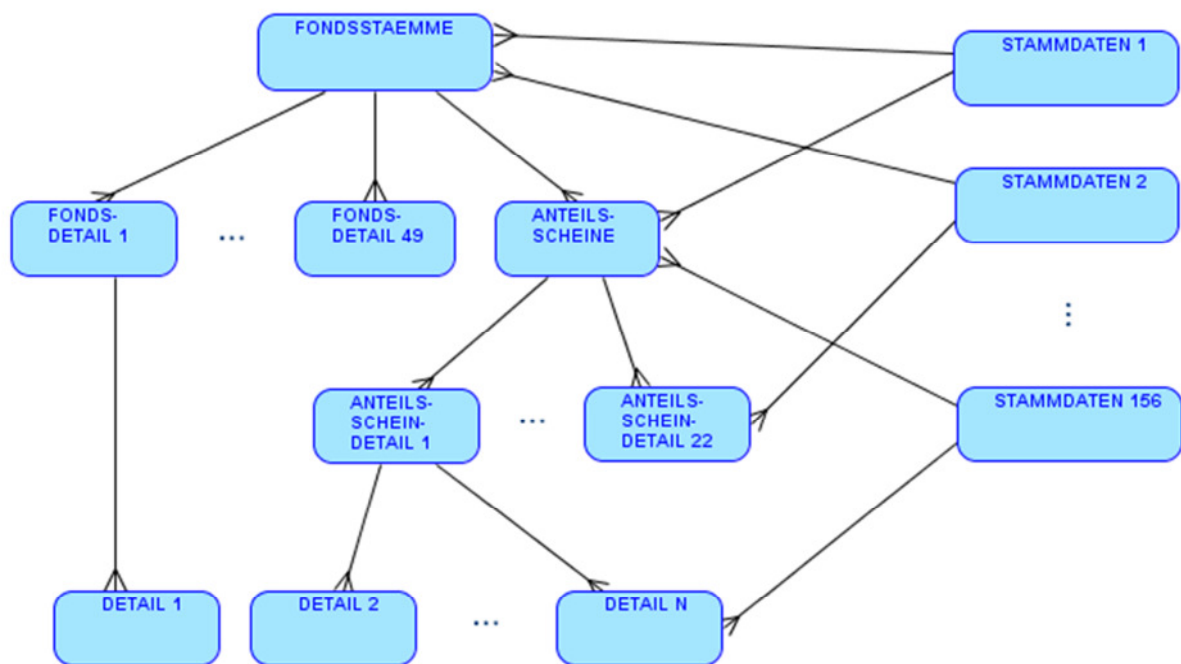 FONDSSTAEMME
STAMMDATEN 1
STAMMDATEN 2
FONDS-
DETAIL 1
...
FONDS-
DETAIL 49
ANTEILS-
SCHEINE
...
STAMMDATEN 156
ANTEILS-
SCHEIN-
DETAIL 1
...
ANTEILS-
SCHEIN-
DETAIL 22
DETAIL 1
DETAIL 2
...
DETAIL N